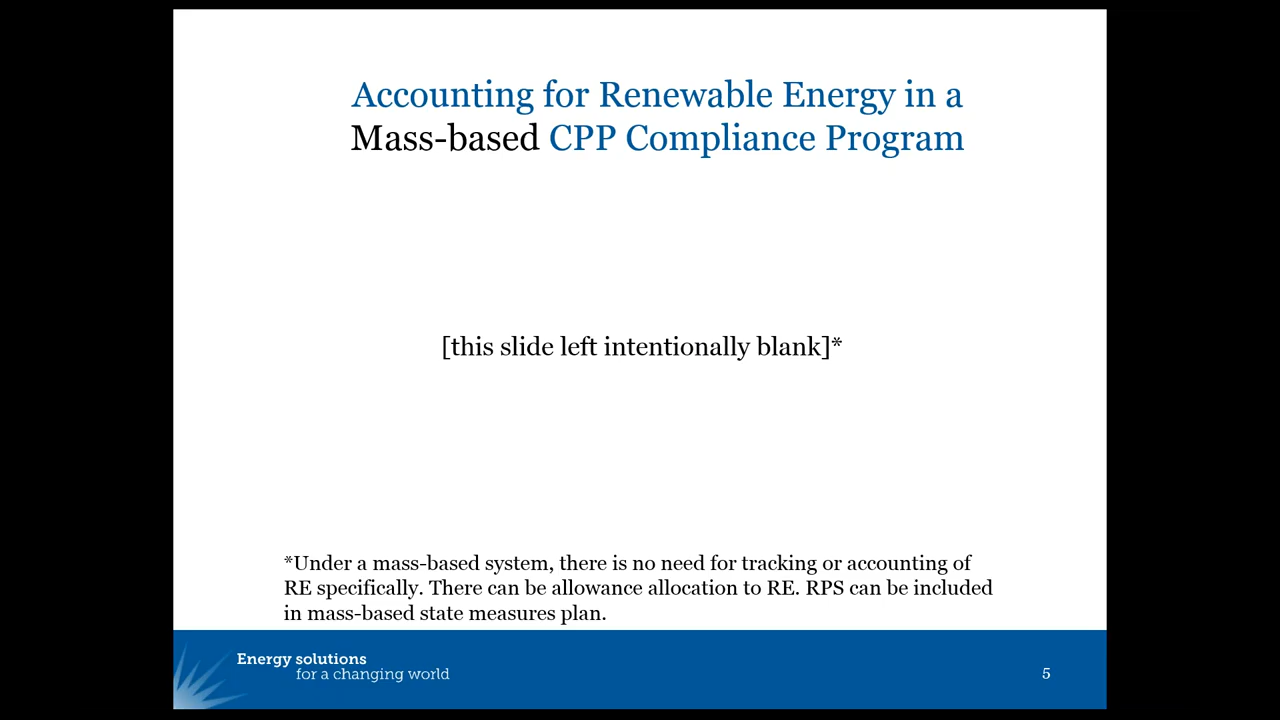 Accounting for Renewable Energy in a
Mass-based CPP Compliance Program
[this slide left intentionally blank]*
*Under a mass-based system, there is no need for tracking or accounting of
RE specifically. There can be allowance allocation to RE. RPS can be included
in mass-based state measures plan.
Energy solutions
for a changing world
5